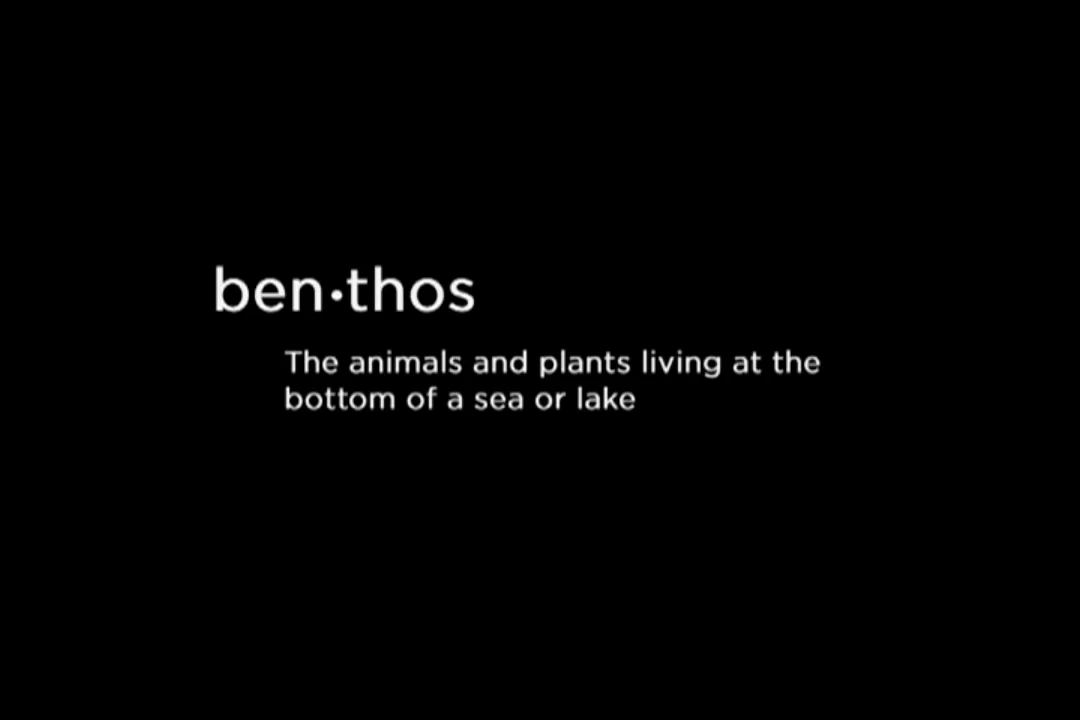 ben·thos
The animals and plants living at the
bottom of a sea or lake